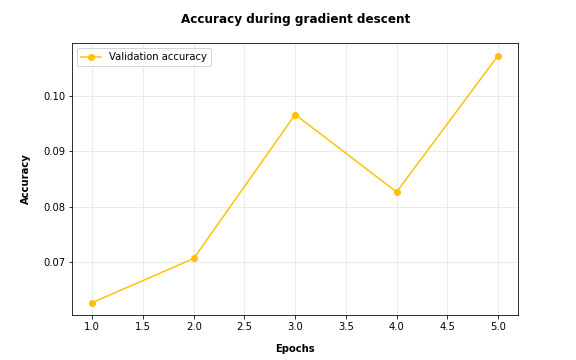 Accuracy during gradient descent
Validation accuracy
0.10
0.09
0.08
0.07
Accuracy
1.0 1.5 2.0 2.5 3.0 3.5 4.0 4.5 5.0
Epochs